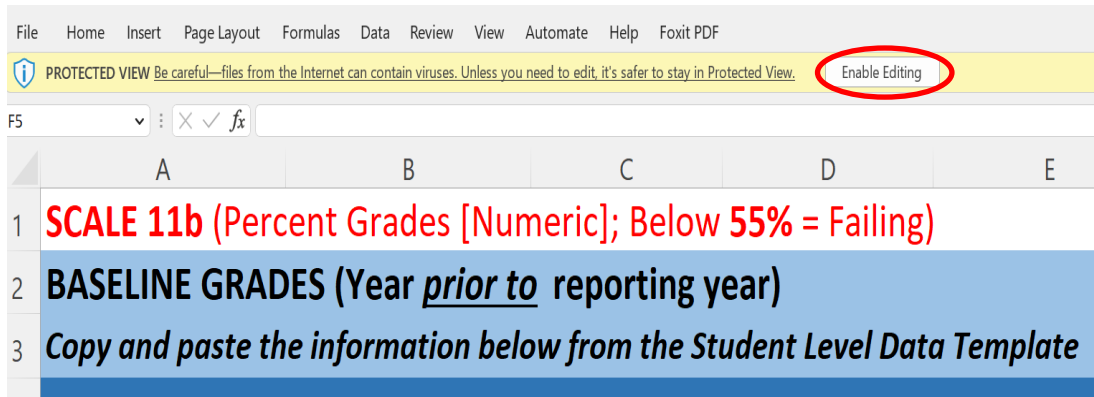 File Home Insert Page Layout Formulas Data Review View Automate Help Foxit PDF
PROTECTED VIEW Be careful—files from the Internet can contain viruses. Unless you need to edit, it's safer to stay in Protected View. Enable Editing
F5 fx
A B C D E
1 SCALE 11b (Percent Grades [Numeric]; Below 55% = Failing)
2 BASELINE GRADES (Year prior to reporting year)
3 Copy and paste the information below from the Student Level Data Template